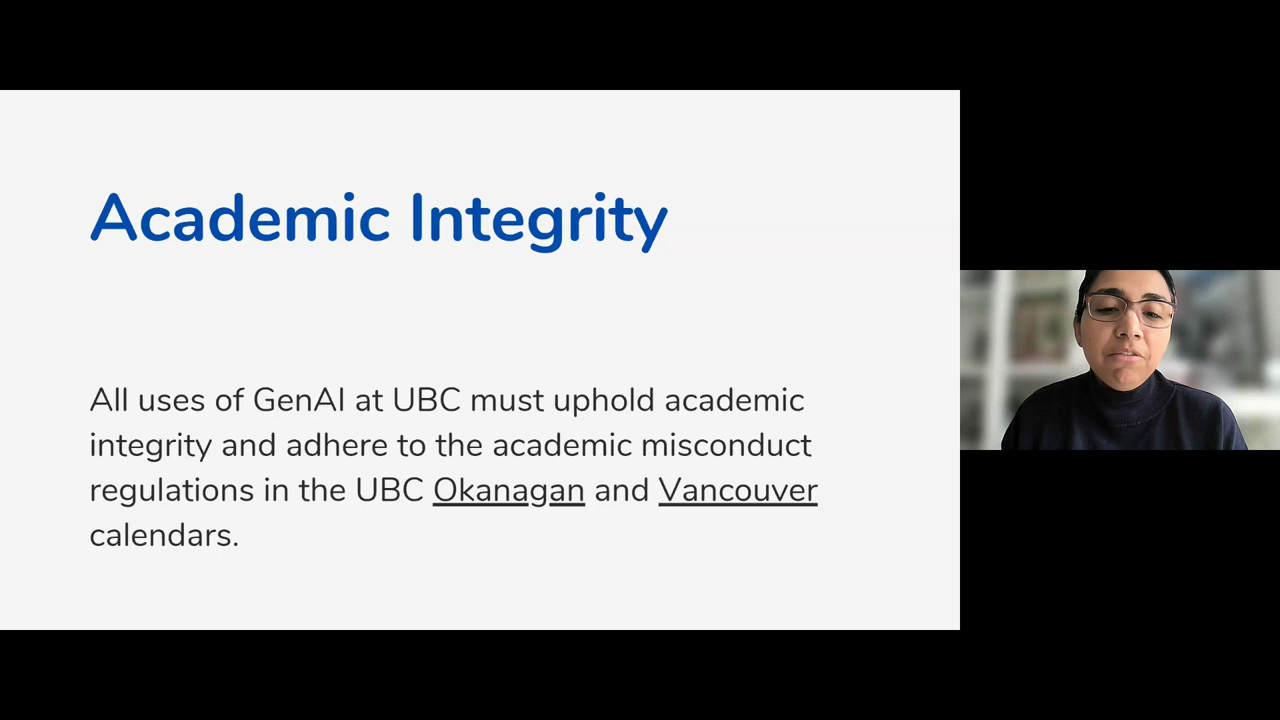 Academic Integrity
All uses of GenAI at UBC must uphold academic
integrity and adhere to the academic misconduct
regulations in the UBC Okanagan and Vancouver
calendars.